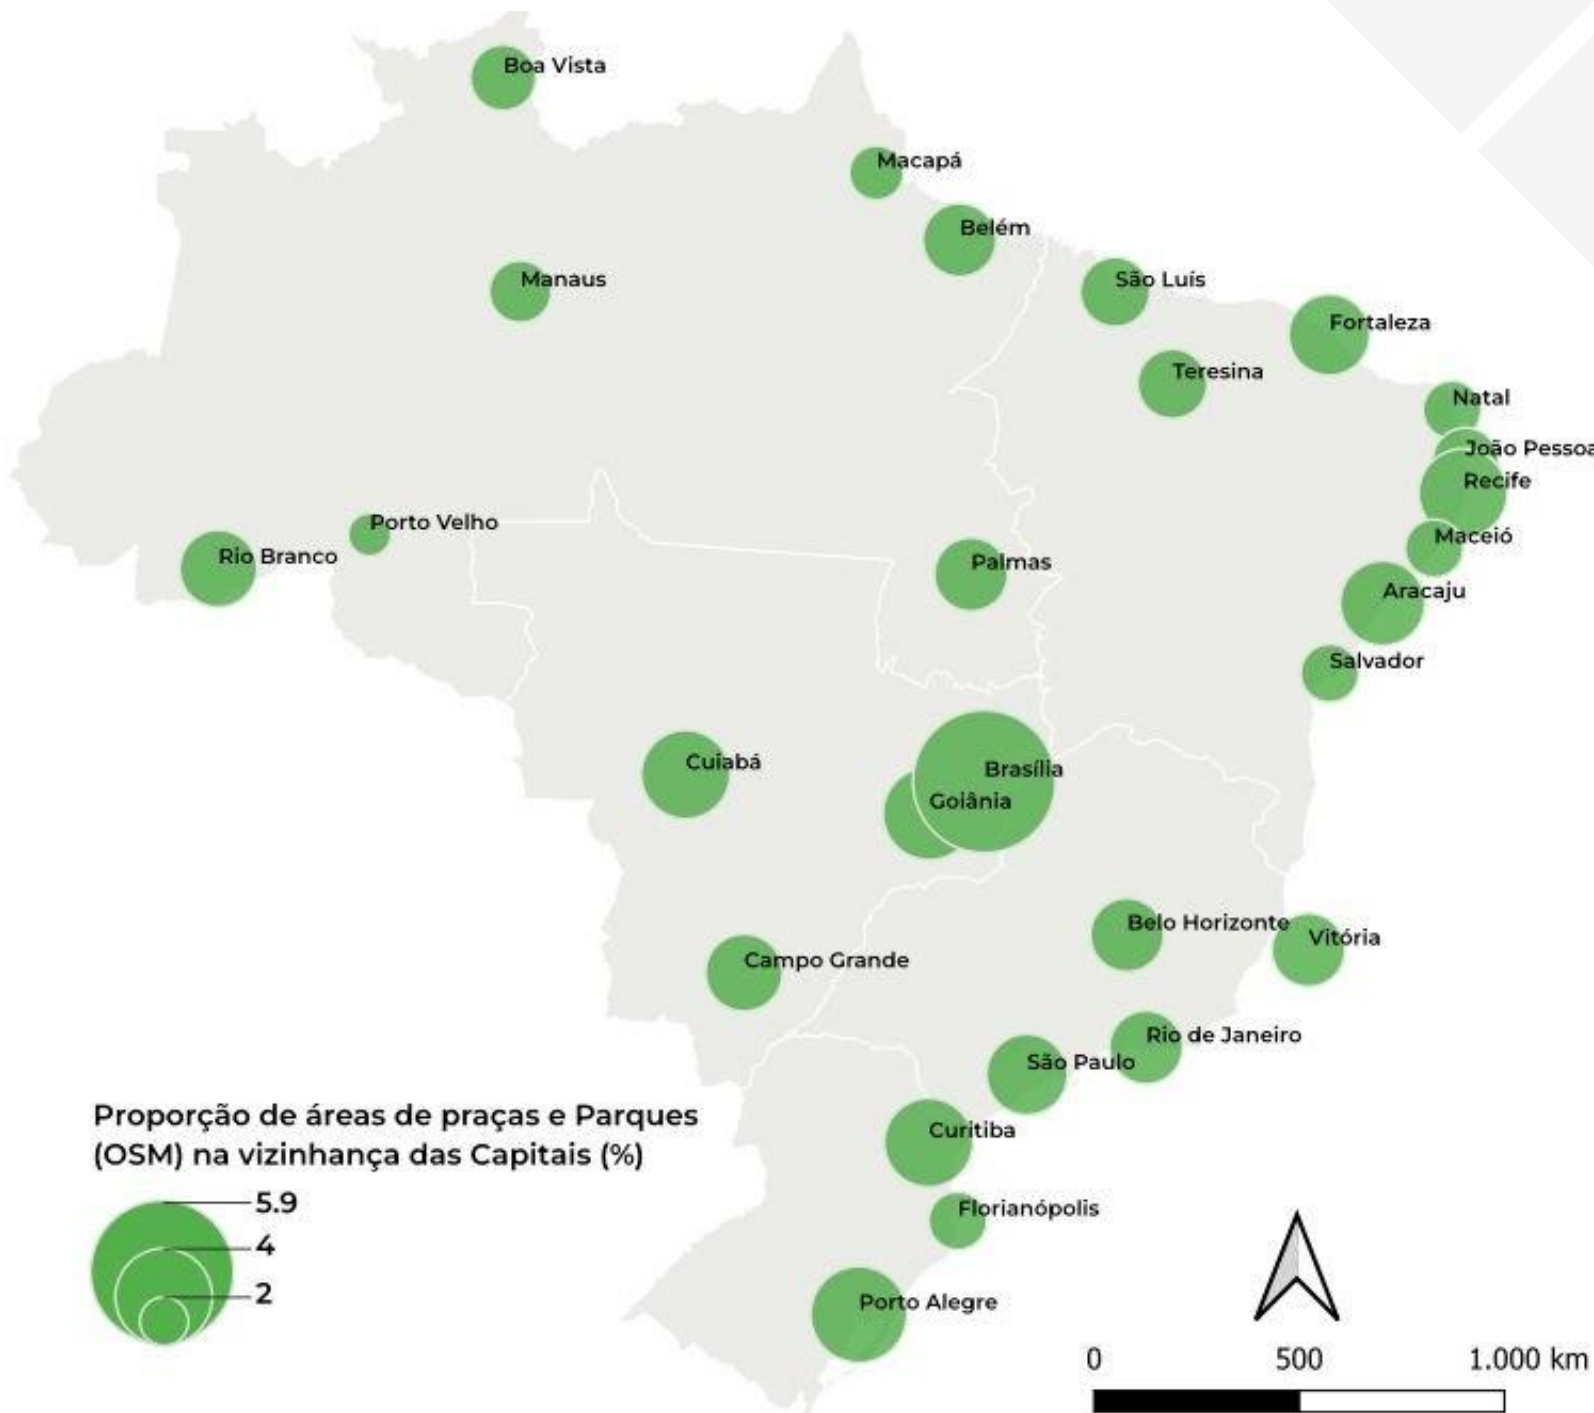 Boa Vista
Macapá
Belém
Manaus
São Luís
Fortaleza
Teresina
Natal
João Pessoa
Recife
Porto Velho
Maceió
Rio Branco
Palmas
Aracaju
Salvador
Cuiabá
Brasília
Goiânia
Belo Horizonte
Vitória
Campo Grande
Rio de Janeiro
São Paulo
Curitiba
Florianópolis
Porto Alegre
Proporção de áreas de praças e Parques
(OSM) na vizinhança das Capitais (%)
5.9
4
2
0 500 1.000 km